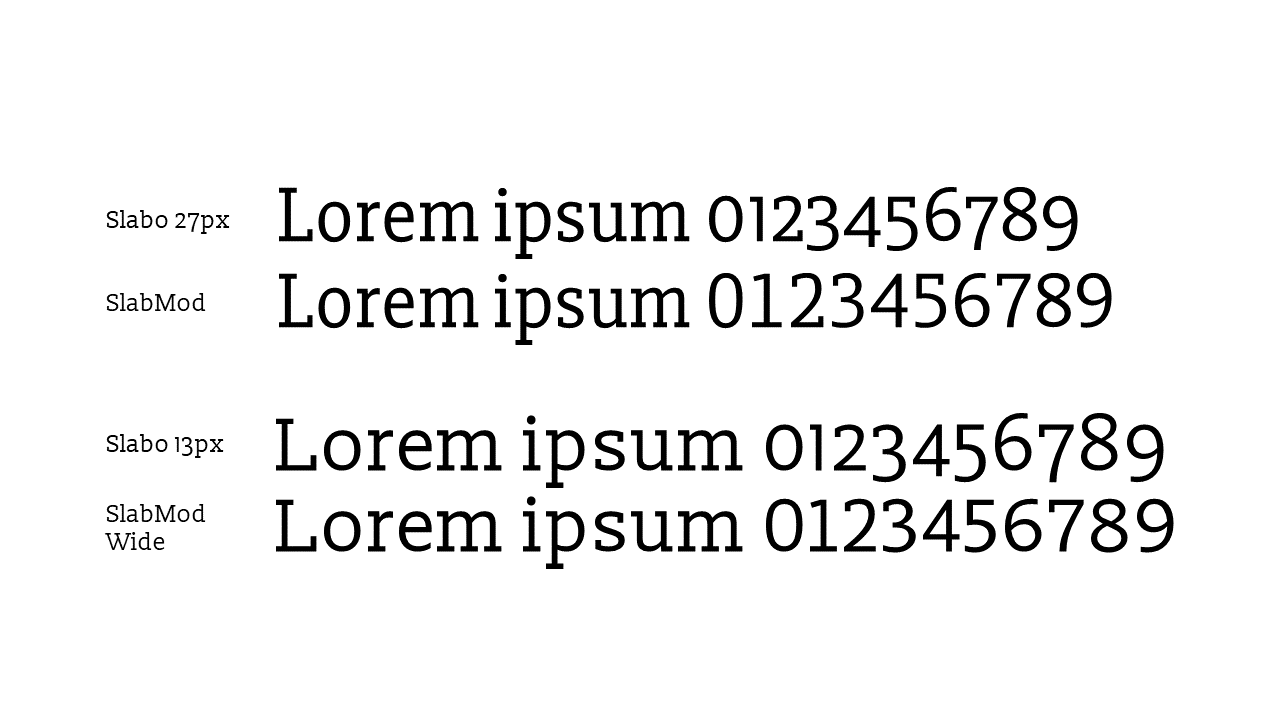 Slabo 27px Lorem ipsum 0123456789
SlabMod Lorem ipsum 0123456789
Slabo 13px Lorem ipsum 0123456789
SlabMod
Wide Lorem ipsum 0123456789